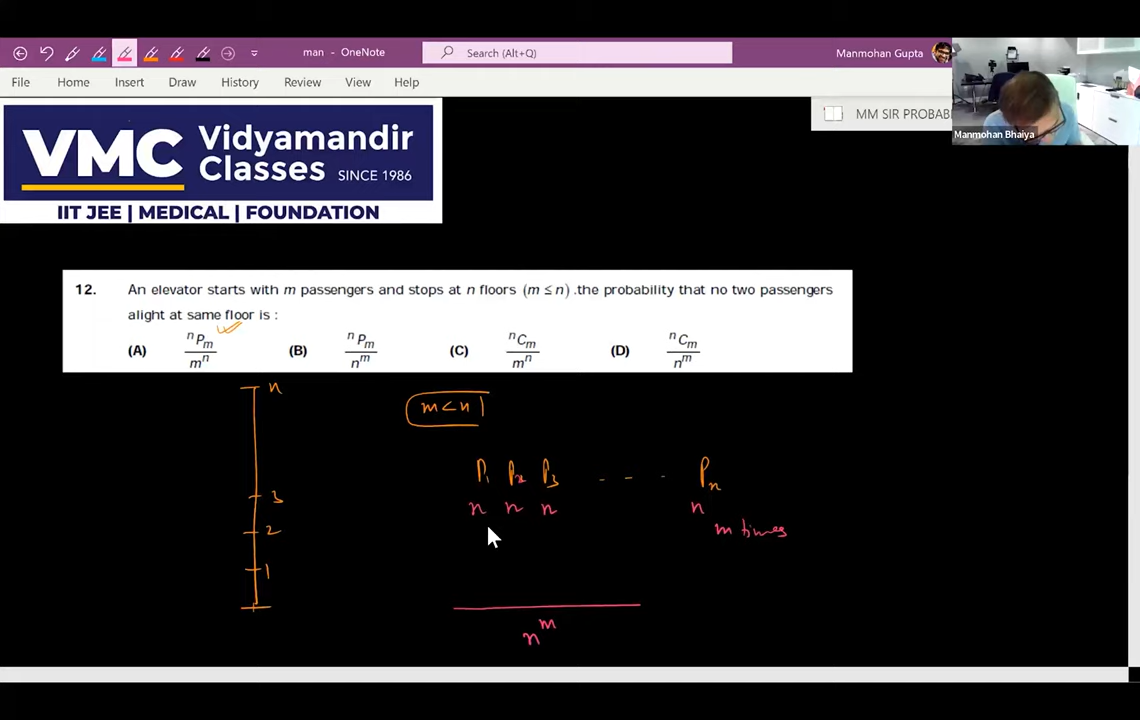 man - OneNote
Search (Alt+Q)
Manmohan Gupta
File Home Insert Draw History Review View Help
MM SIR PROBAB
Manmohan Bhaiya
VMC Vidyamandir Classes SINCE 1986
IIT JEE | MEDICAL | FOUNDATION
12. An elevator starts with m passengers and stops at n floors (m ≤ n) .the probability that no two passengers
alight at same floor is :
(A) ⁿPₘ/mⁿ (B) ⁿPₘ/nᵐ (C) ⁿCₘ/mⁿ (D) ⁿCₘ/nᵐ
n
3
2
1
m < n
P₁ P₂ P₃ - - - Pₙ
n n n n
m times
nᵐ